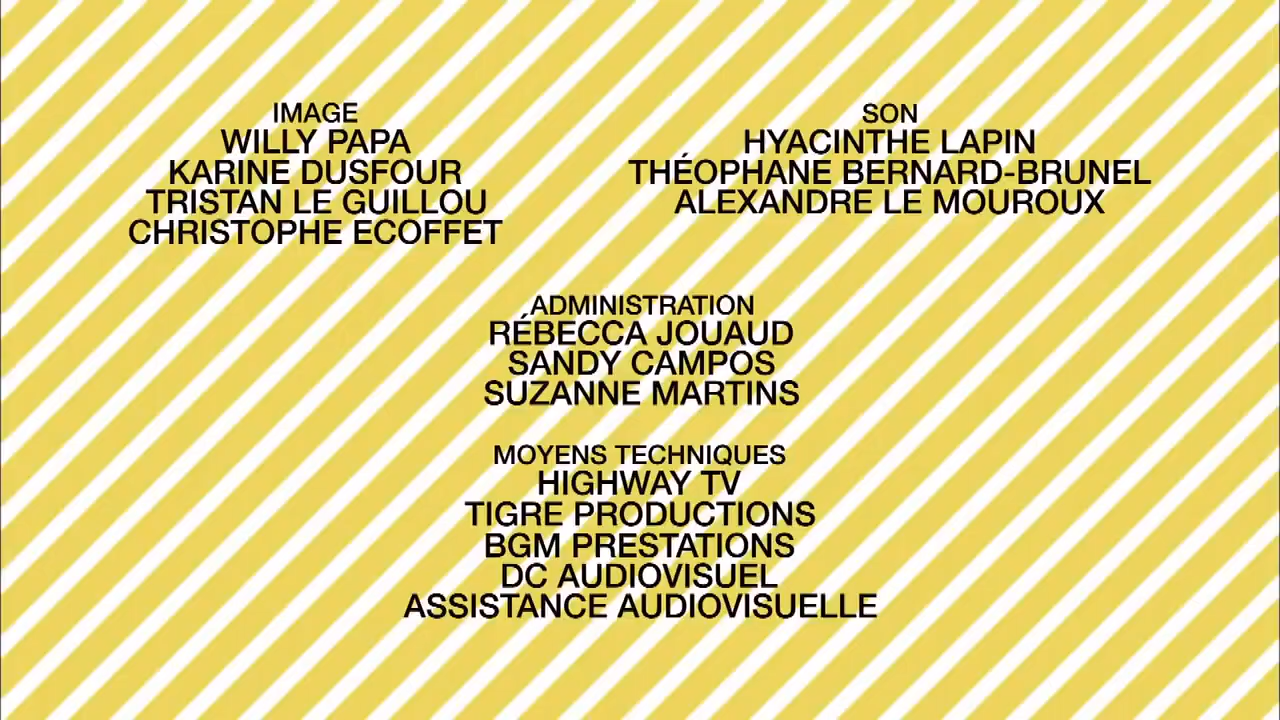 IMAGE
WILLY PAPA
KARINE DUSFOUR
TRISTAN LE GUILLOU
CHRISTOPHE ECOFFET
SON
HYACINTHE LAPIN
THÉOPHANE BERNARD-BRUNEL
ALEXANDRE LE MOUROUX
ADMINISTRATION
RÉBECCA JOUAUD
SANDY CAMPOS
SUZANNE MARTINS
MOYENS TECHNIQUES
HIGHWAY TV
TIGRE PRODUCTIONS
BGM PRESTATIONS
DC AUDIOVISUEL
ASSISTANCE AUDIOVISUELLE